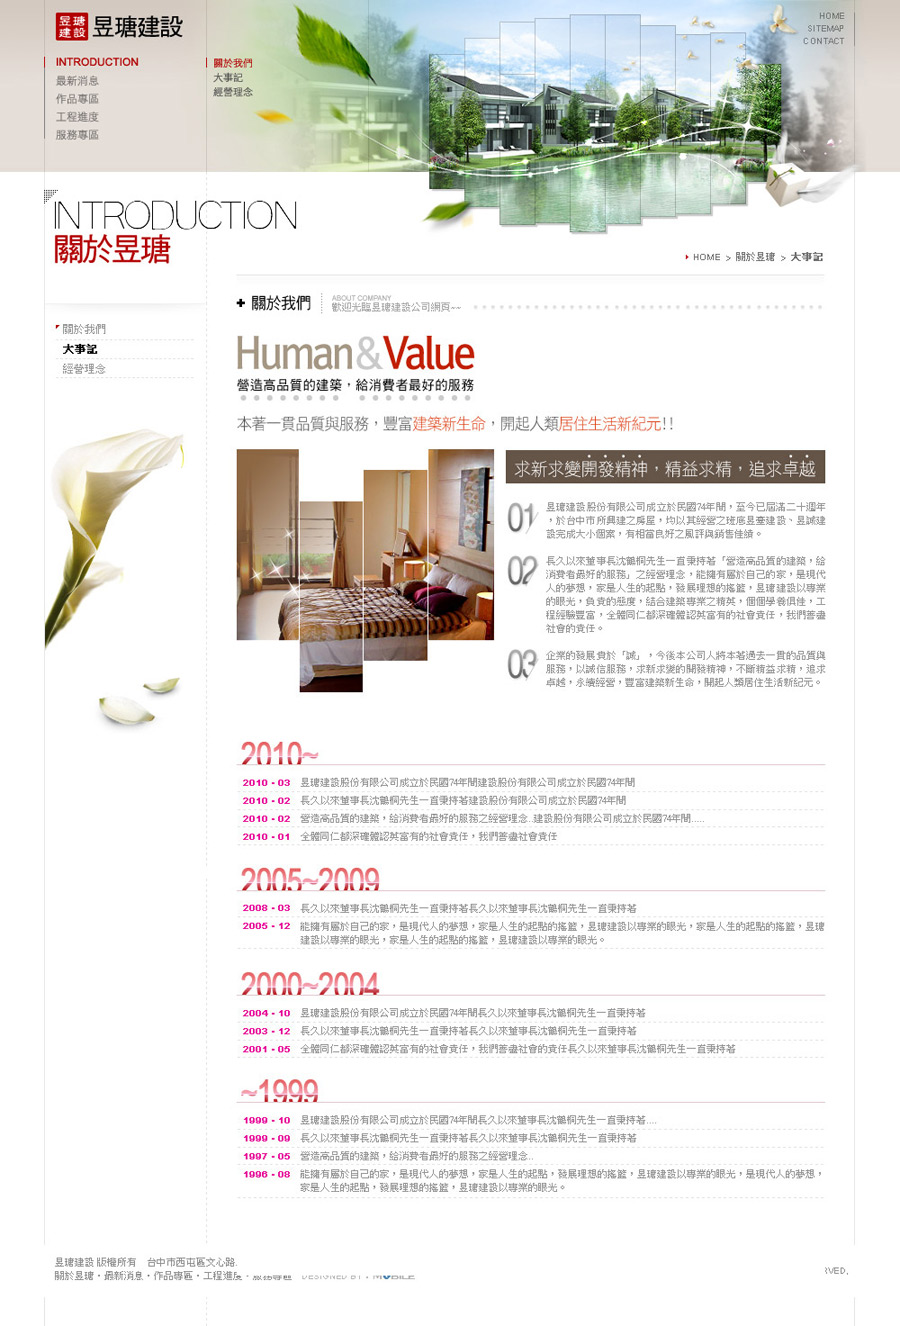 昱瑭建設
昱瑭建設
HOME
SITEMAP
CONTACT
INTRODUCTION
最新消息
作品專區
工程進度
服務專區
關於我們
大事記
經營理念
INTRODUCTION
關於昱瑭
HOME > 關於昱瑭 > 大事記
關於我們
大事記
經營理念
關於我們
ABOUT COMPANY
歡迎光臨昱瑭建設公司網頁~~
Human&Value
營造高品質的建築，給消費者最好的服務
本著一貫品質與服務，豐富建築新生命，開起人類居住生活新紀元!!
求新求變開發精神，精益求精，追求卓越
01
昱瑭建設股份有限公司成立於民國74年間，至今已屆滿二十週年
，於台中市所興建之房屋，均以其經營之班底昱臺建設、昱誠建
設完成大小個案，有相當良好之風評與銷售佳績。
02
長久以來董事長沈鶴桐先生一直秉持著「營造高品質的建築，給
消費者最好的服務」之經營理念，能擁有屬於自己的家，是現代
人的夢想，家是人生的起點，發展理想的搖籃，昱瑭建設以專業
的眼光，負責的態度，結合建築專業之精英，個個學養俱佳，工
程經驗豐富，全體同仁都深確體認英富有的社會責任，我們善盡
社會的責任。
03
企業的發展貴於「誠」，今後本公司人將本著過去一貫的品質與
服務，以誠信服務，求新求變的開發精神，不斷精益求精，追求
卓越，永續經營，豐富建築新生命，開起人類居住生活新紀元。
2010~
2010 - 03 昱瑭建設股份有限公司成立於民國74年間建設股份有限公司成立於民國74年間
2010 - 02 長久以來董事長沈鶴桐先生一直秉持著建設股份有限公司成立於民國74年間
2010 - 02 營造高品質的建築，給消費者最好的服務之經營理念..建設股份有限公司成立於民國74年間.....
2010 - 01 全體同仁都深確體認英富有的社會責任，我們善盡社會責任
2005~2009
2008 - 03 長久以來董事長沈鶴桐先生一直秉持著長久以來董事長沈鶴桐先生一直秉持著
2005 - 12 能擁有屬於自己的家，是現代人的夢想，家是人生的起點的搖籃，昱瑭建設以專業的眼光，家是人生的起點的搖籃，昱瑭
建設以專業的眼光，家是人生的起點的搖籃，昱瑭建設以專業的眼光。
2000~2004
2004 - 10 昱瑭建設股份有限公司成立於民國74年間長久以來董事長沈鶴桐先生一直秉持著
2003 - 12 長久以來董事長沈鶴桐先生一直秉持著長久以來董事長沈鶴桐先生一直秉持著
2001 - 05 全體同仁都深確體認英富有的社會責任，我們善盡社會的責任長久以來董事長沈鶴桐先生一直秉持著
~1999
1999 - 10 昱瑭建設股份有限公司成立於民國74年間長久以來董事長沈鶴桐先生一直秉持著....
1999 - 09 長久以來董事長沈鶴桐先生一直秉持著長久以來董事長沈鶴桐先生一直秉持著
1997 - 05 營造高品質的建築，給消費者最好的服務之經營理念..
1996 - 08 能擁有屬於自己的家，是現代人的夢想，家是人生的起點，發展理想的搖籃，昱瑭建設以專業的眼光，是現代人的夢想，
家是人生的起點，發展理想的搖籃，昱瑭建設以專業的眼光。
昱瑭建設 版權所有 台中市西屯區文心路.
關於昱瑭・最新消息・作品專區・工程進度・服務專區 DESIGNED BY : MOBILE
RVED.